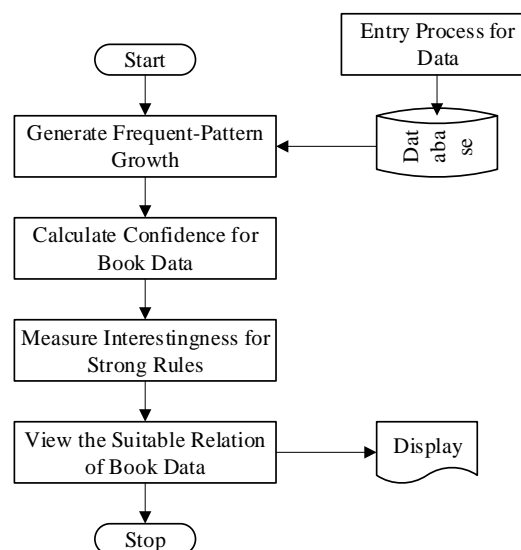 Start
Entry Process for
Data
Generate Frequent-Pattern
Growth
Dat
aba
se
Calculate Confidence for
Book Data
Measure Interestingness for
Strong Rules
View the Suitable Relation
of Book Data
Display
Stop